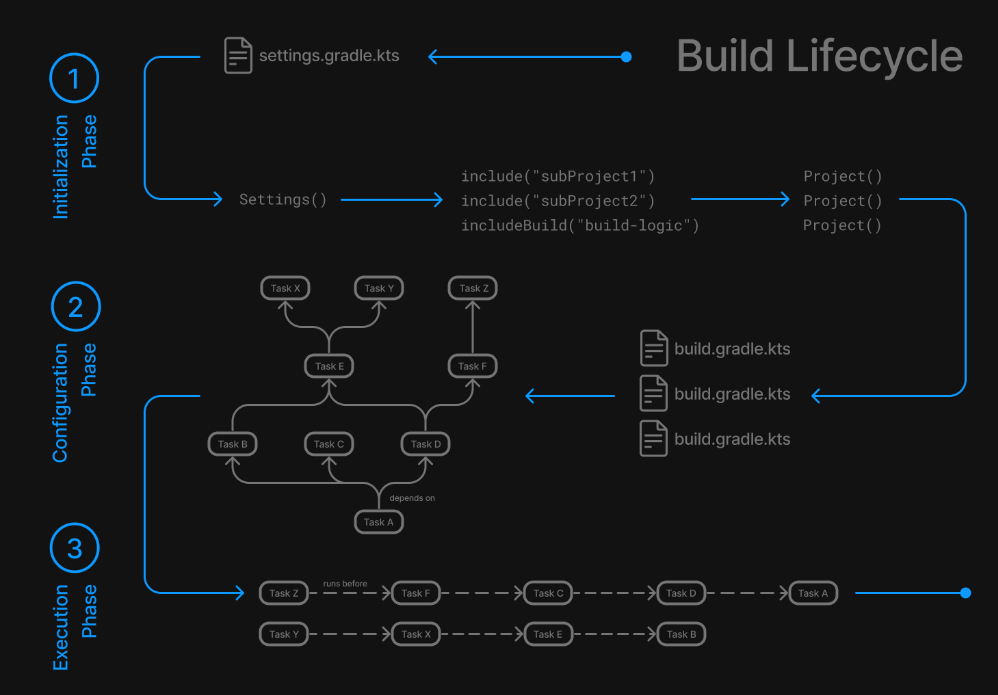 Build Lifecycle
1
Initialization
Phase
settings.gradle.kts
Settings()
include("subProject1")
include("subProject2")
includeBuild("build-logic")
Project()
Project()
Project()
2
Configuration
Phase
build.gradle.kts
build.gradle.kts
build.gradle.kts
Task X
Task Y
Task Z
Task E
Task F
Task B
Task C
Task D
depends on
Task A
3
Execution
Phase
Task Z
runs before
Task F
Task C
Task D
Task A
Task Y
Task X
Task E
Task B